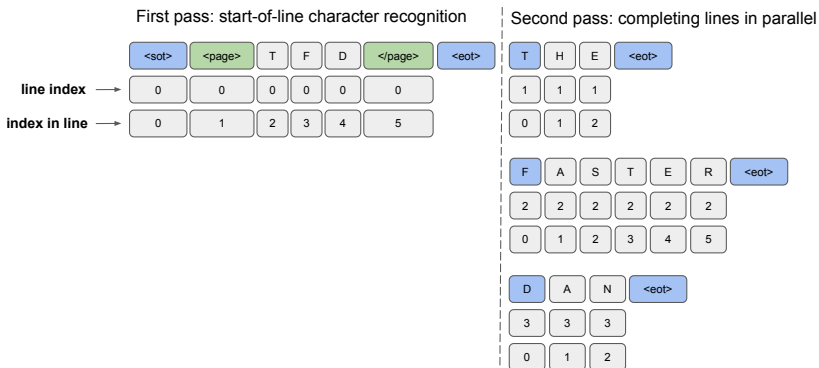 First pass: start-of-line character recognition
<sot> <page> T F D </page> <eot>
line index 0 0 0 0 0 0
index in line 0 1 2 3 4 5
Second pass: completing lines in parallel
T H E <eot>
1 1 1
0 1 2
F A S T E R <eot>
2 2 2 2 2 2
0 1 2 3 4 5
D A N <eot>
3 3 3
0 1 2